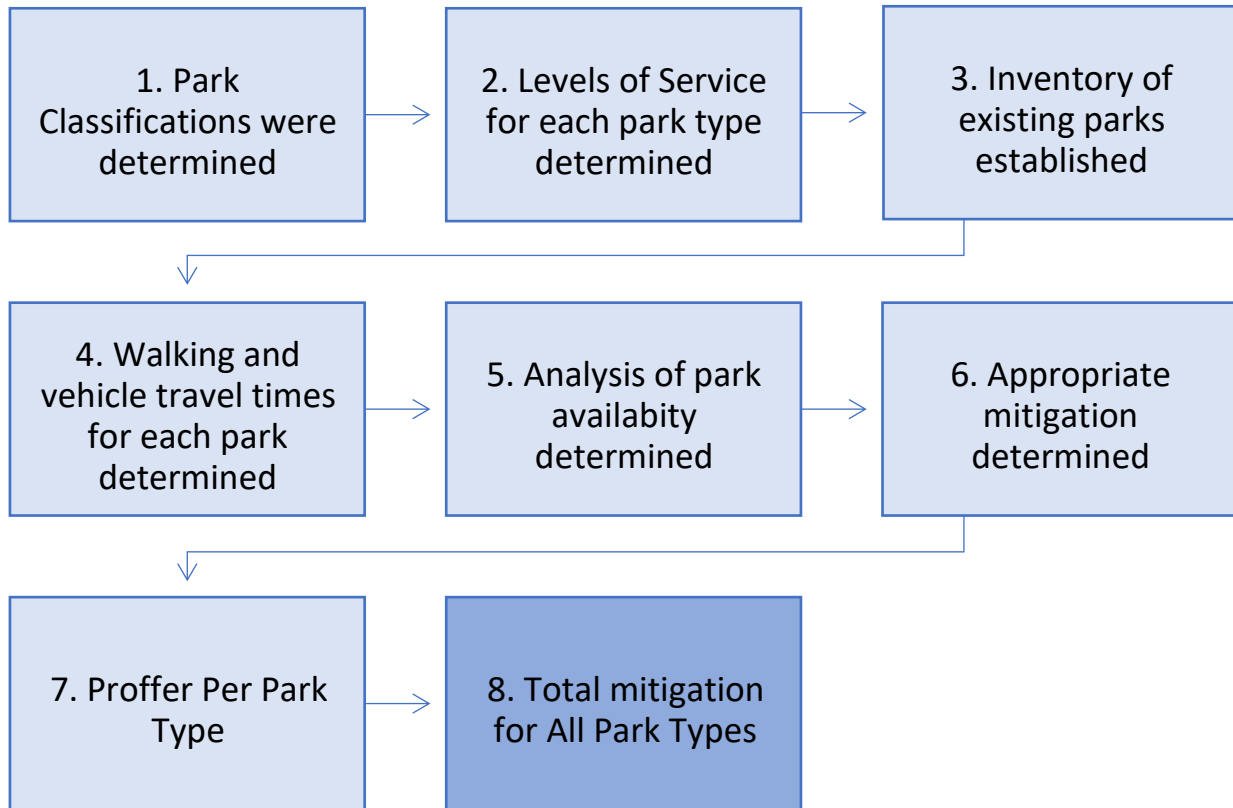 1. Park
Classifications were
determined
2. Levels of Service
for each park type
determined
3. Inventory of
existing parks
established
4. Walking and
vehicle travel times
for each park
determined
5. Analysis of park
availabity
determined
6. Appropriate
mitigation
determined
7. Proffer Per Park
Type
8. Total mitigation
for All Park Types